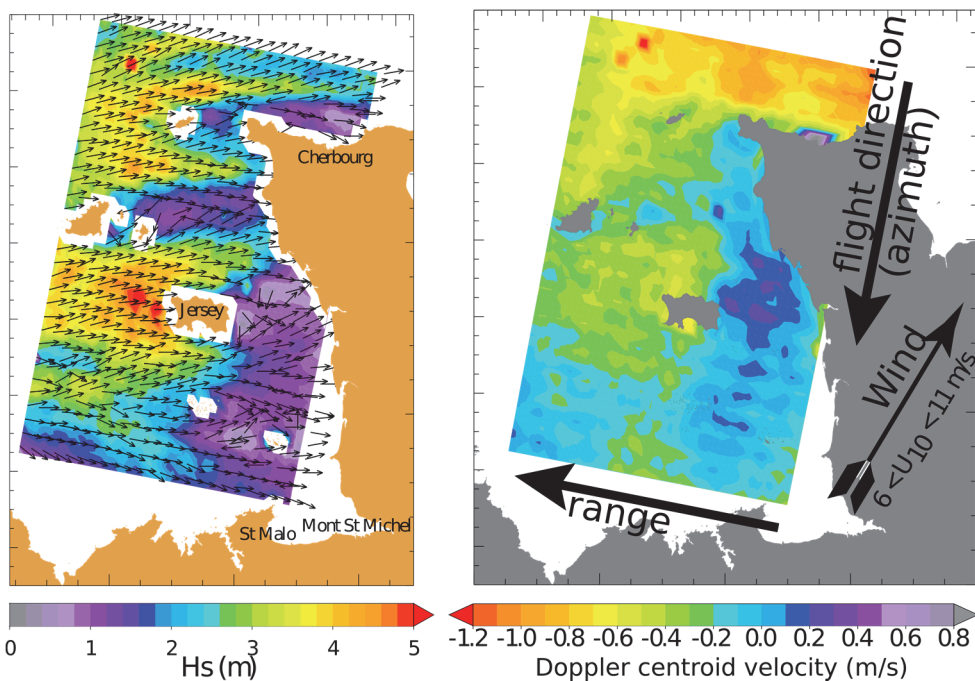 Cherbourg
Jersey
St Malo
Mont St Michel
0 1 2 3 4 5
Hs (m)
flight direction
(azimuth)
Wind
6 <U10 <11 m/s
range
-1.2 -1.0 -0.8 -0.6 -0.4 -0.2 0.0 0.2 0.4 0.6 0.8
Doppler centroid velocity (m/s)